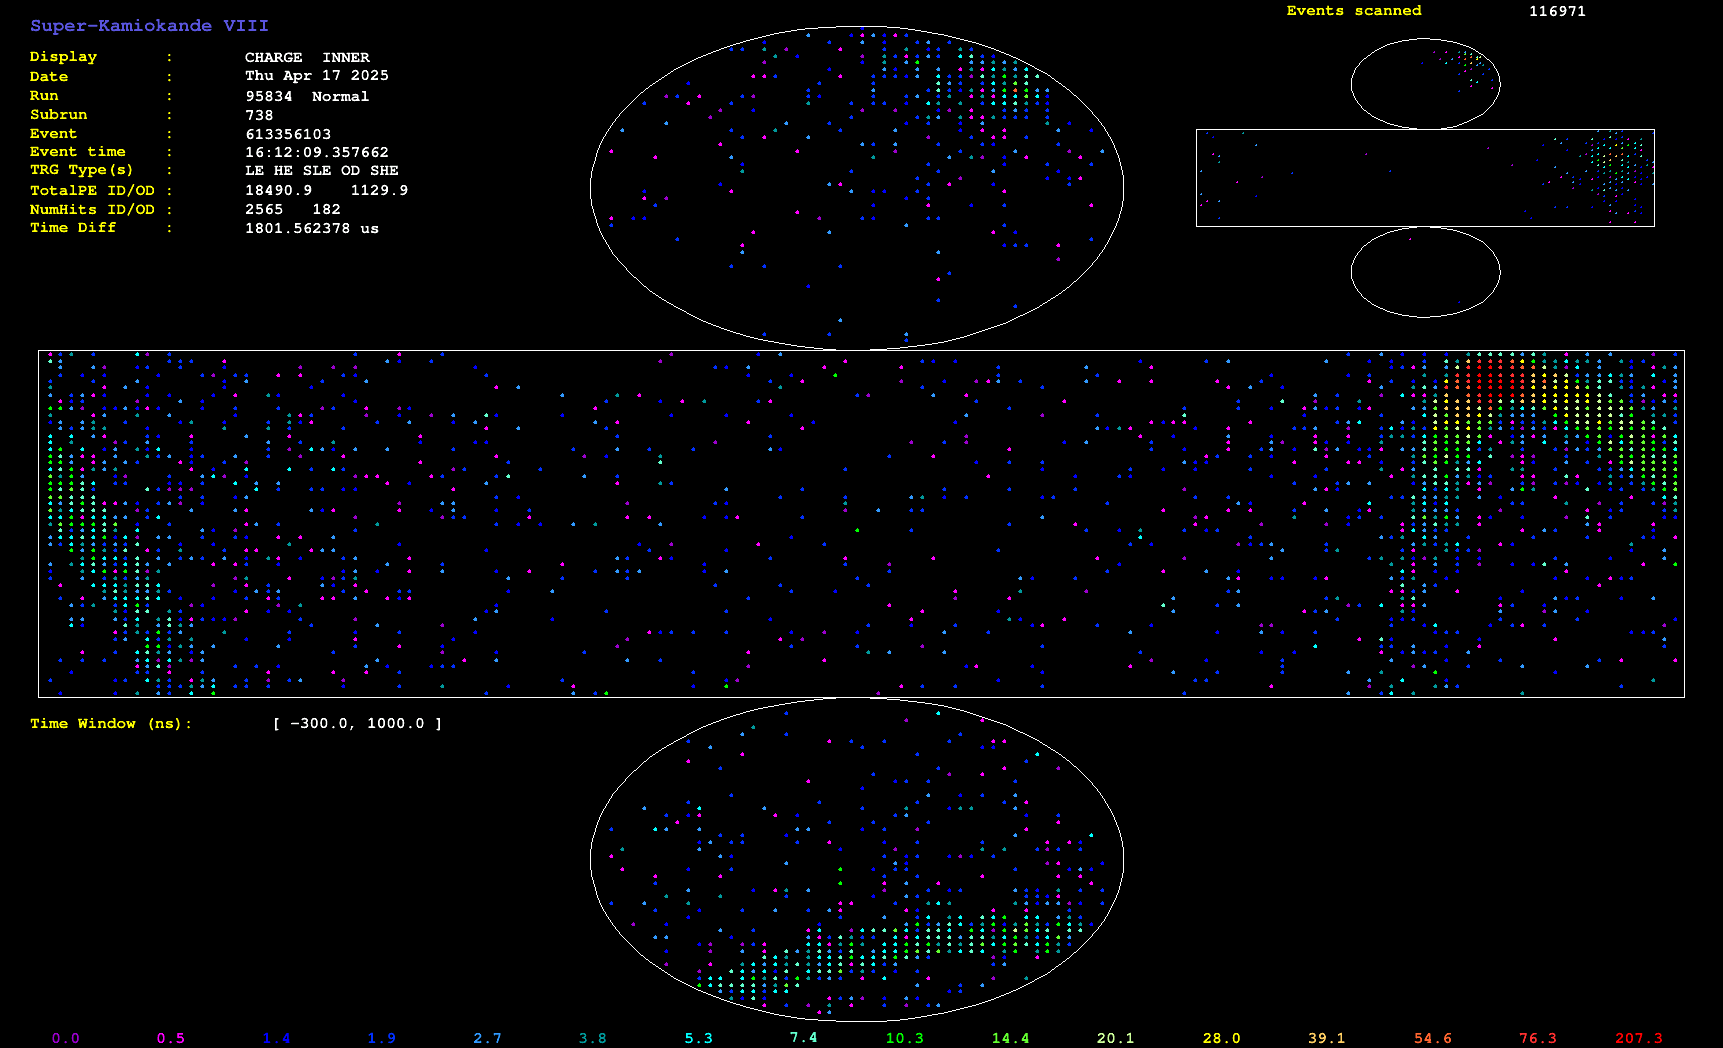 Super-Kamiokande VIII
Events scanned 116971
Display : CHARGE INNER
Date : Thu Apr 17 2025
Run : 95834 Normal
Subrun : 738
Event : 613356103
Event time : 16:12:09.357662
TRG Type(s) : LE HE SLE OD SHE
TotalPE ID/OD : 18490.9 1129.9
NumHits ID/OD : 2565 182
Time Diff : 1801.562378 us
Time Window (ns): [ -300.0, 1000.0 ]
0.0 0.5 1.4 1.9 2.7 3.8 5.3 7.4 10.3 14.4 20.1 28.0 39.1 54.6 76.3 207.3